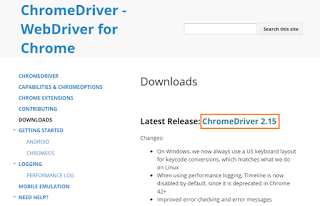 ChromeDriver -
WebDriver for
Chrome
Search this site
CHROMEDRIVER
CAPABILITIES & CHROMEOPTIONS
CHROME EXTENSIONS
CONTRIBUTING
DOWNLOADS
GETTING STARTED
ANDROID
CHROMEOS
LOGGING
PERFORMANCE LOG
MOBILE EMULATION
NEED HELP?
Downloads
Latest Release: ChromeDriver 2.15
Changes:
• On Windows, we now always use a US keyboard layout
for keycode conversions, which matches what we do
on Linux
• When using performance logging, Timeline is now
disabled by default, since it is deprecated in Chrome
42+
• Improved error checking and error messages